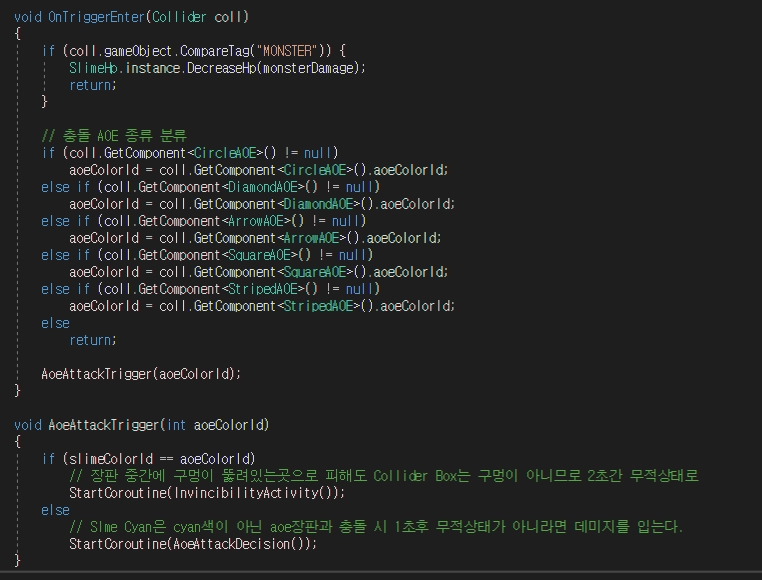 void OnTriggerEnter(Collider coll)
{
if (coll.gameObject.CompareTag("MONSTER")) {
SlimeHp.instance.DecreaseHp(monsterDamage);
return;
}
// 충돌 AOE 종류 분류
if (coll.GetComponent<CircleAOE>() != null)
aoeColorId = coll.GetComponent<CircleAOE>().aoeColorId;
else if (coll.GetComponent<DiamondAOE>() != null)
aoeColorId = coll.GetComponent<DiamondAOE>().aoeColorId;
else if (coll.GetComponent<ArrowAOE>() != null)
aoeColorId = coll.GetComponent<ArrowAOE>().aoeColorId;
else if (coll.GetComponent<SquareAOE>() != null)
aoeColorId = coll.GetComponent<SquareAOE>().aoeColorId;
else if (coll.GetComponent<StripedAOE>() != null)
aoeColorId = coll.GetComponent<StripedAOE>().aoeColorId;
else
return;
AoeAttackTrigger(aoeColorId);
}
void AoeAttackTrigger(int aoeColorId)
{
if (slimeColorId == aoeColorId)
// 장판 중간에 구멍이 뚫려있는곳으로 피해도 Collider Box는 구멍이 아니므로 2초간 무적상태로
StartCoroutine(InvincibilityActivity());
else
// Slme Cyan은 cyan색이 아닌 aoe장판과 충돌 시 1초후 무적상태가 아니라면 데미지를 입는다.
StartCoroutine(AoeAttackDecision());
}